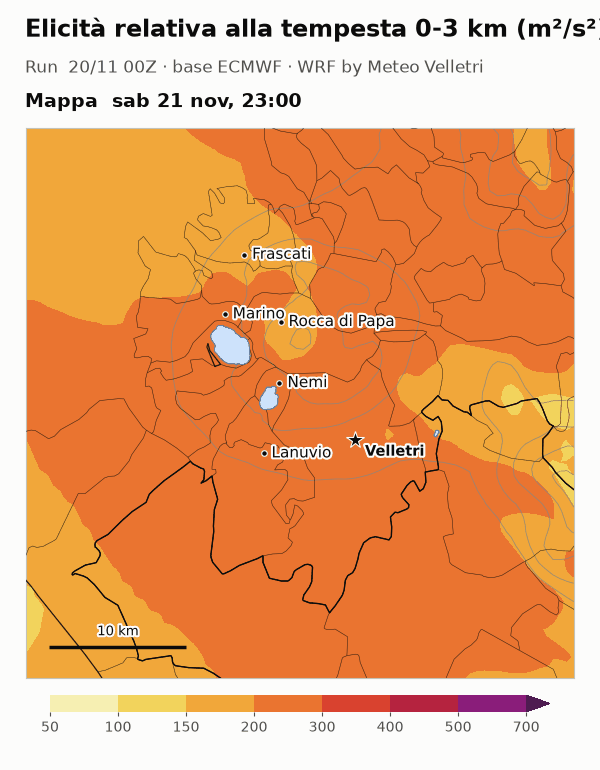 Elicità relativa alla tempesta 0-3 km (m²/s²)
Run  20/11 00Z · base ECMWF · WRF by Meteo Velletri
Mappa  sab 21 nov, 23:00
Frascati
Marino
Rocca di Papa
Nemi
Velletri
Lanuvio
10 km
50 100 150 200 300 400 500 700